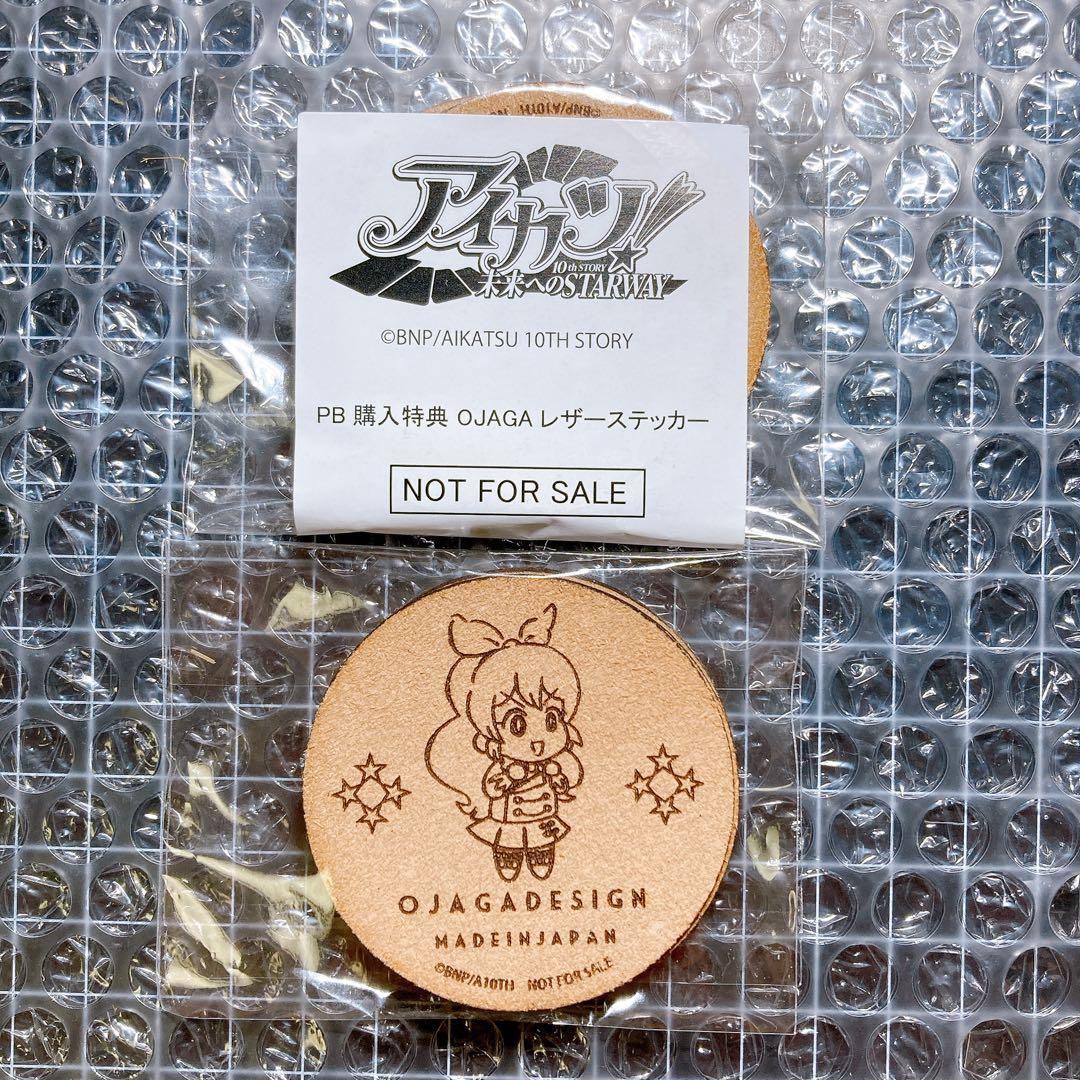 ©BNP/A10TH
アイカツ!
10th STORY
未来へのSTARWAY
©BNP/AIKATSU 10TH STORY
PB 購入特典 OJAGA レザーステッカー
NOT FOR SALE
OJAGADESIGN
MADEINJAPAN
©BNP/A10TH NOT FOR SALE